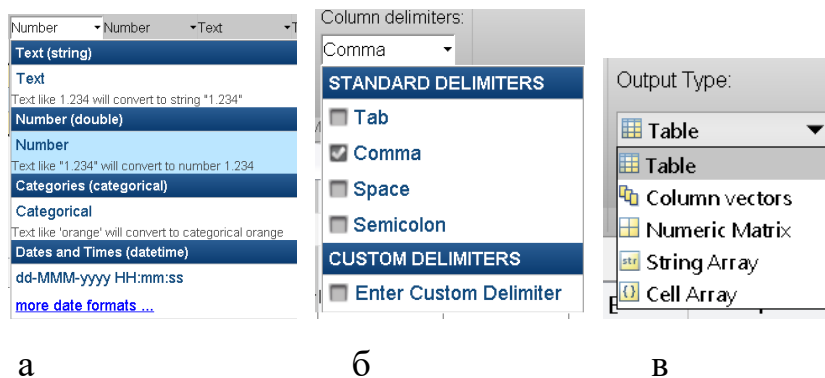 Number Number Text
Text (string)
Text
Text like 1.234 will convert to string "1.234"
Number (double)
Number
Text like "1.234" will convert to number 1.234
Categories (categorical)
Categorical
Text like 'orange' will convert to categorical orange
Dates and Times (datetime)
dd-MMM-yyyy HH:mm:ss
more date formats ...
Column delimiters:
Comma
STANDARD DELIMITERS
Tab
Comma
Space
Semicolon
CUSTOM DELIMITERS
Enter Custom Delimiter
Output Type:
Table
Table
Column vectors
Numeric Matrix
str String Array
{} Cell Array
а б в